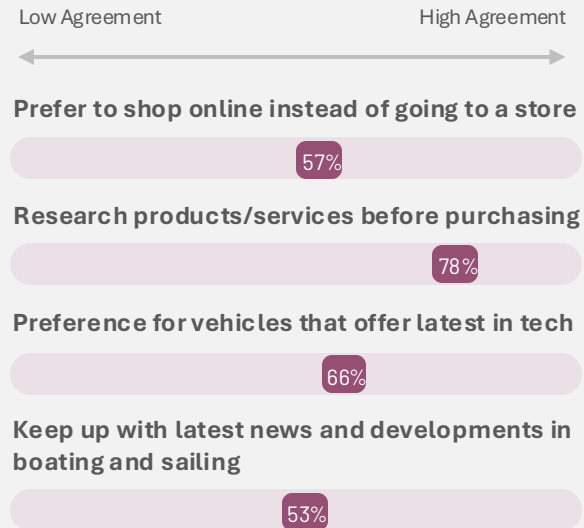 Low Agreement High Agreement
Prefer to shop online instead of going to a store
57%
Research products/services before purchasing
78%
Preference for vehicles that offer latest in tech
66%
Keep up with latest news and developments in
boating and sailing
53%